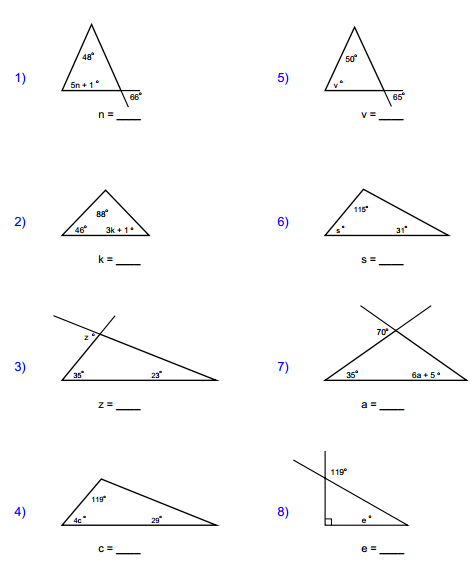 1)
48°
5n + 1 °
66°
n = ____
5)
50°
v °
65°
v = ____
2)
88°
46°
3k + 1 °
k = ____
6)
115°
s °
31°
s = ____
3)
z °
35°
23°
z = ____
7)
70°
35°
6a + 5 °
a = ____
4)
119°
4c °
29°
c = ____
8)
119°
e °
e = ____